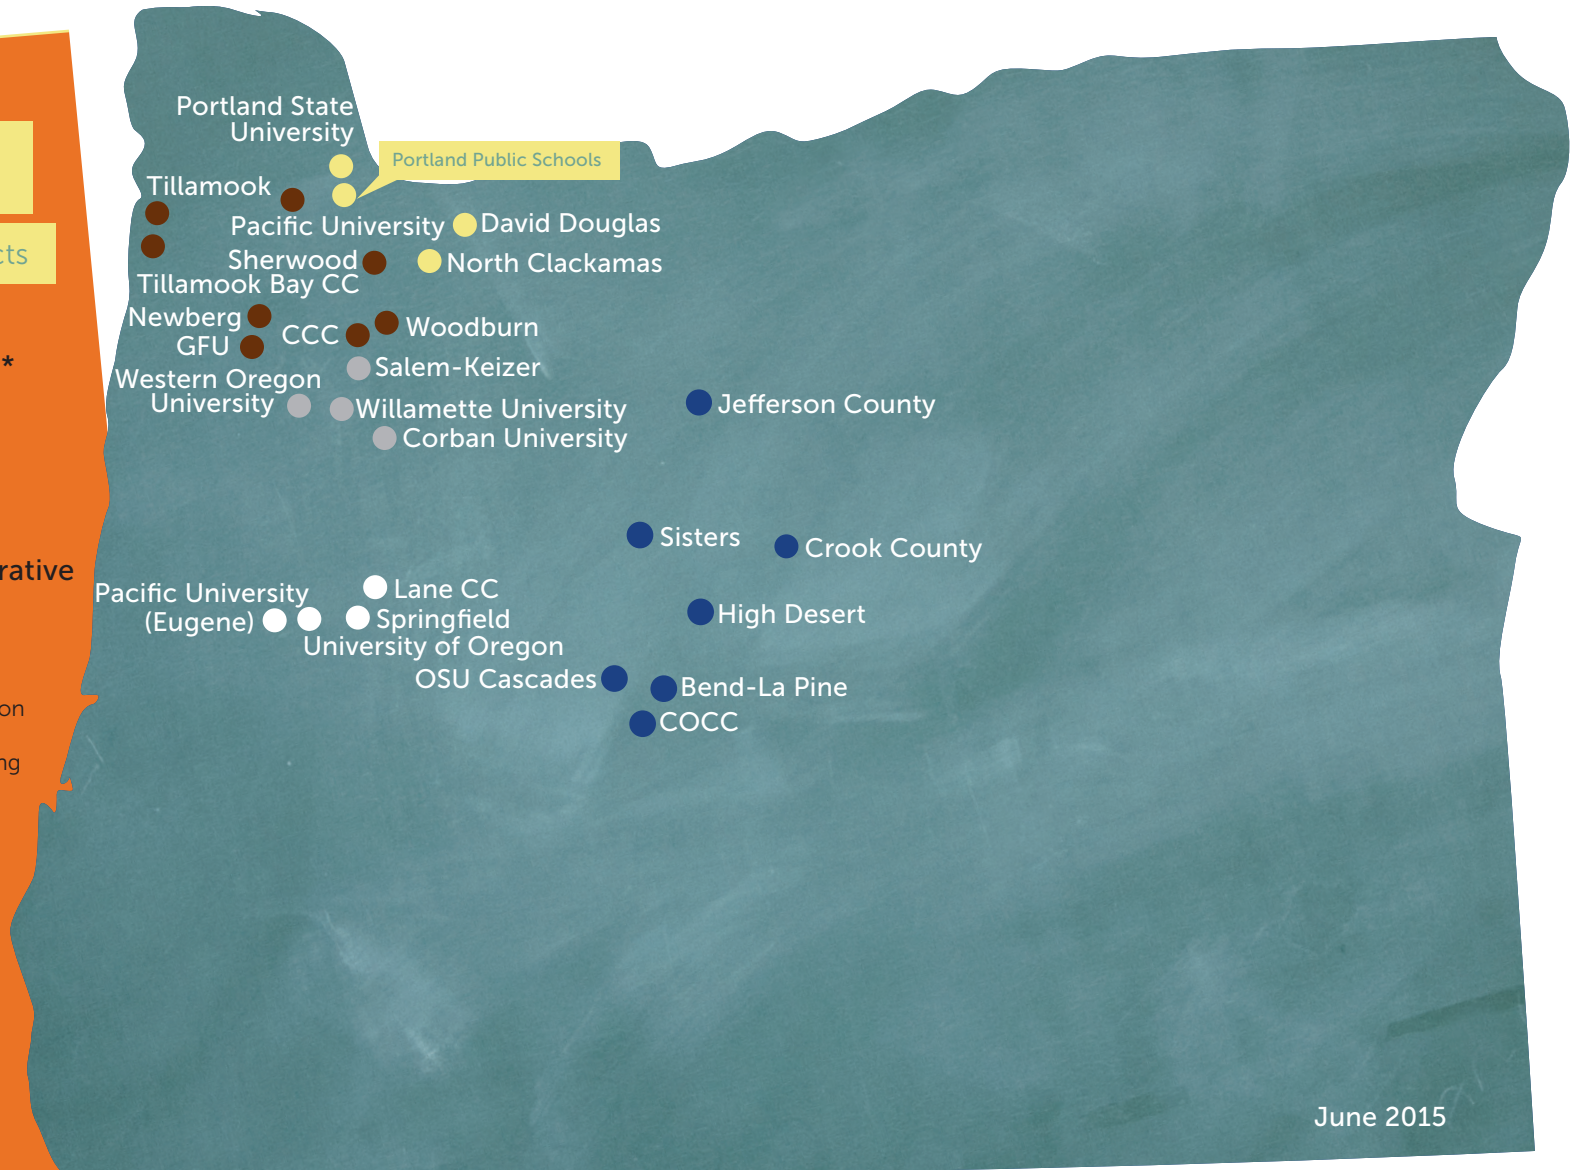 cts
*
rative
on
ng
Portland State
University
Portland Public Schools
Tillamook
Pacific University
David Douglas
Sherwood
North Clackamas
Tillamook Bay CC
Newberg
CCC
Woodburn
GFU
Salem-Keizer
Western Oregon
University
Willamette University
Corban University
Jefferson County
Sisters
Crook County
Pacific University
(Eugene)
Lane CC
Springfield
University of Oregon
High Desert
OSU Cascades
Bend-La Pine
COCC
June 2015